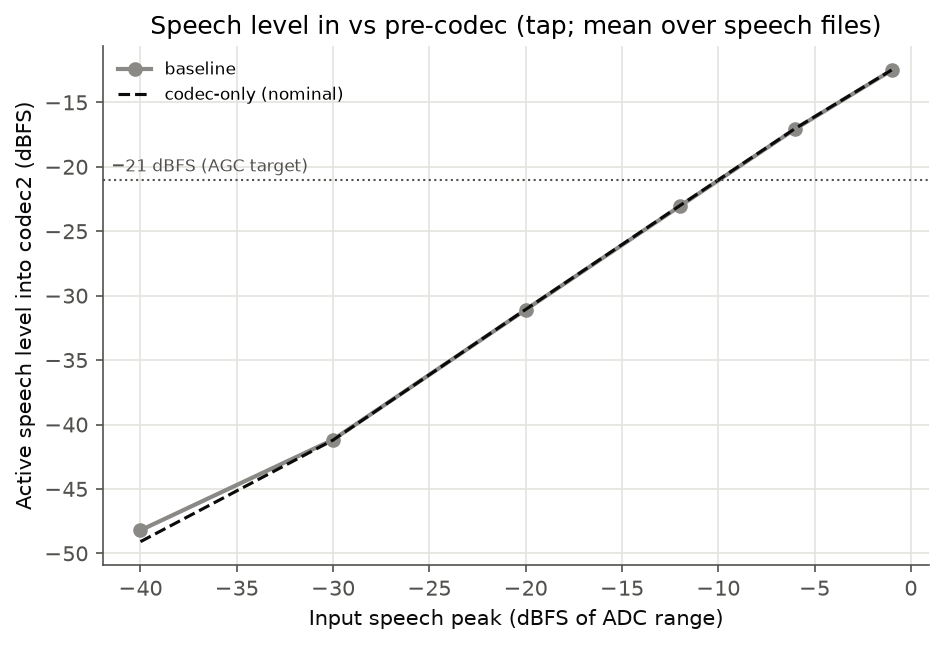 Speech level in vs pre-codec (tap; mean over speech files)
baseline
codec-only (nominal)
−21 dBFS (AGC target)
Active speech level into codec2 (dBFS)
−15
−20
−25
−30
−35
−40
−45
−50
−40
−35
−30
−25
−20
−15
−10
−5
0
Input speech peak (dBFS of ADC range)